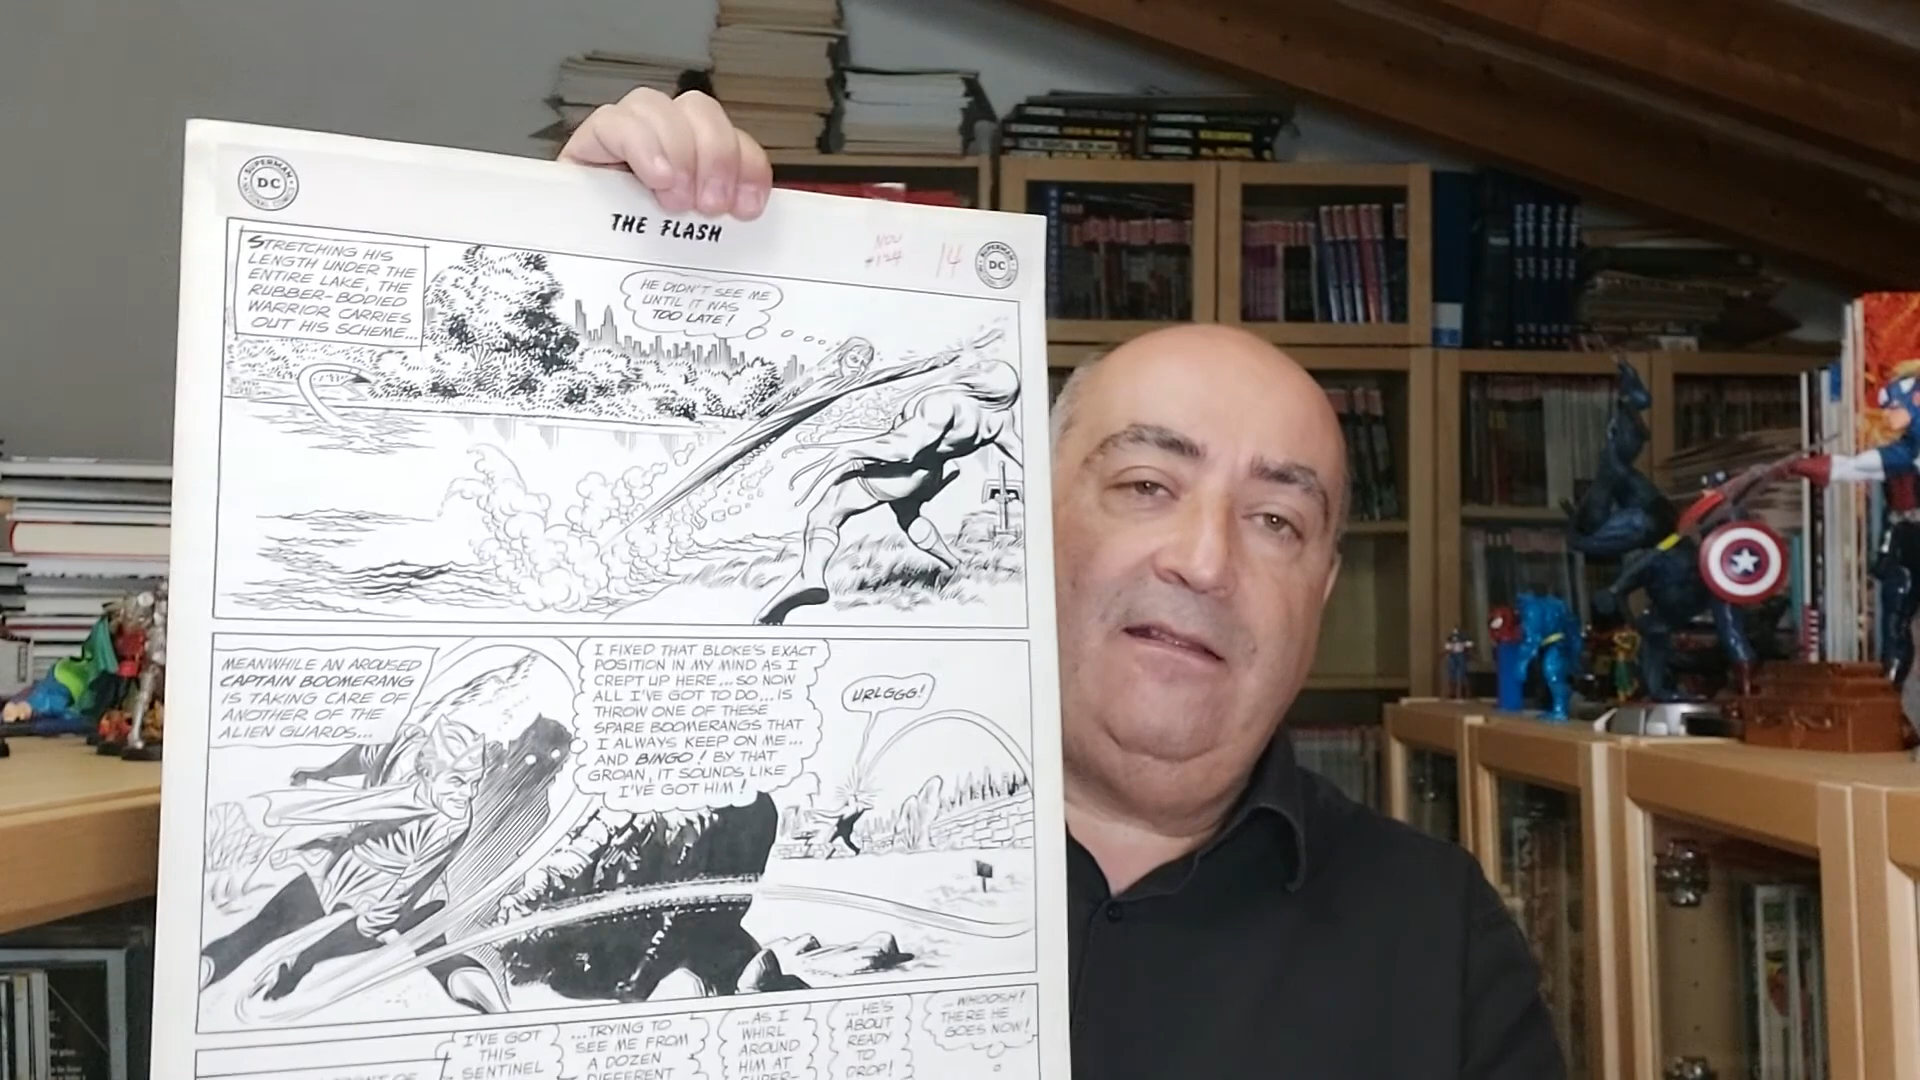 SUPERMAN
DC
NATIONAL COMICS
THE FLASH
NOV
#124
14
SUPERMAN
DC
STRETCHING HIS
LENGTH UNDER THE
ENTIRE LAKE, THE
RUBBER-BODIED
WARRIOR CARRIES
OUT HIS SCHEME...
HE DIDN'T SEE ME
UNTIL IT WAS
TOO LATE!
MEANWHILE AN AROUSED
CAPTAIN BOOMERANG
IS TAKING CARE OF
ANOTHER OF THE
ALIEN GUARDS...
I FIXED THAT BLOKE'S EXACT
POSITION IN MY MIND AS I
CREPT UP HERE... SO NOW
ALL I'VE GOT TO DO... IS
THROW ONE OF THESE
SPARE BOOMERANGS THAT
I ALWAYS KEEP ON ME...
AND BINGO! BY THAT
GROAN, IT SOUNDS LIKE
I'VE GOT HIM!
URLGGG!
I'VE GOT
THIS
SENTINEL
...TRYING TO
SEE ME FROM
A DOZEN
DIFFERENT
...AS I
WHIRL
AROUND
HIM AT
SUPER-
...HE'S
ABOUT
READY
TO
DROP!
...WHOOSH!
THERE HE
GOES NOW!